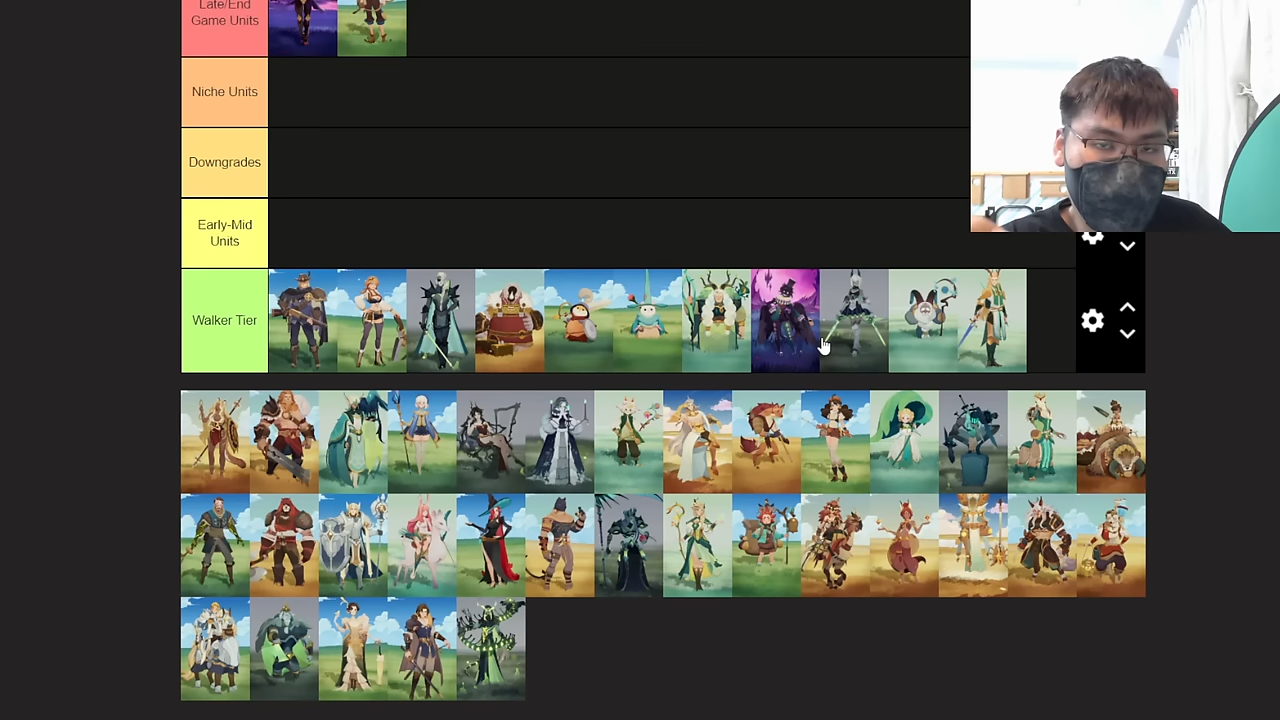 Late/End
Game Units
Niche Units
Downgrades
Early-Mid
Units
Walker Tier